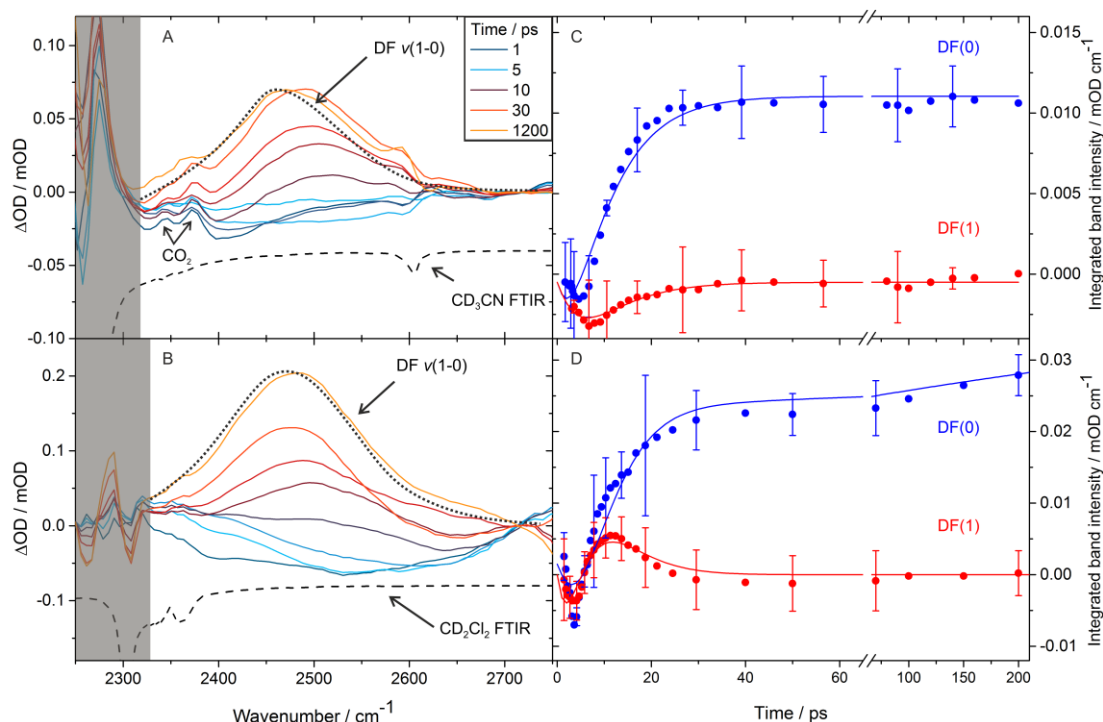 A
Time / ps
1
5
10
30
1200
DF v(1-0)
CO2
CD3CN FTIR
ΔOD / mOD
0.10
0.05
0.00
-0.05
-0.10
B
DF v(1-0)
CD2Cl2 FTIR
ΔOD / mOD
0.2
0.1
0.0
-0.1
2300
2400
2500
2600
2700
Wavenumber / cm-1
C
DF(0)
DF(1)
0.015
0.010
0.005
0.000
Integrated band intensity / mOD cm-1
D
DF(0)
DF(1)
0.03
0.02
0.01
0.00
-0.01
Integrated band intensity / mOD cm-1
0
20
40
60
100
150
200
Time / ps